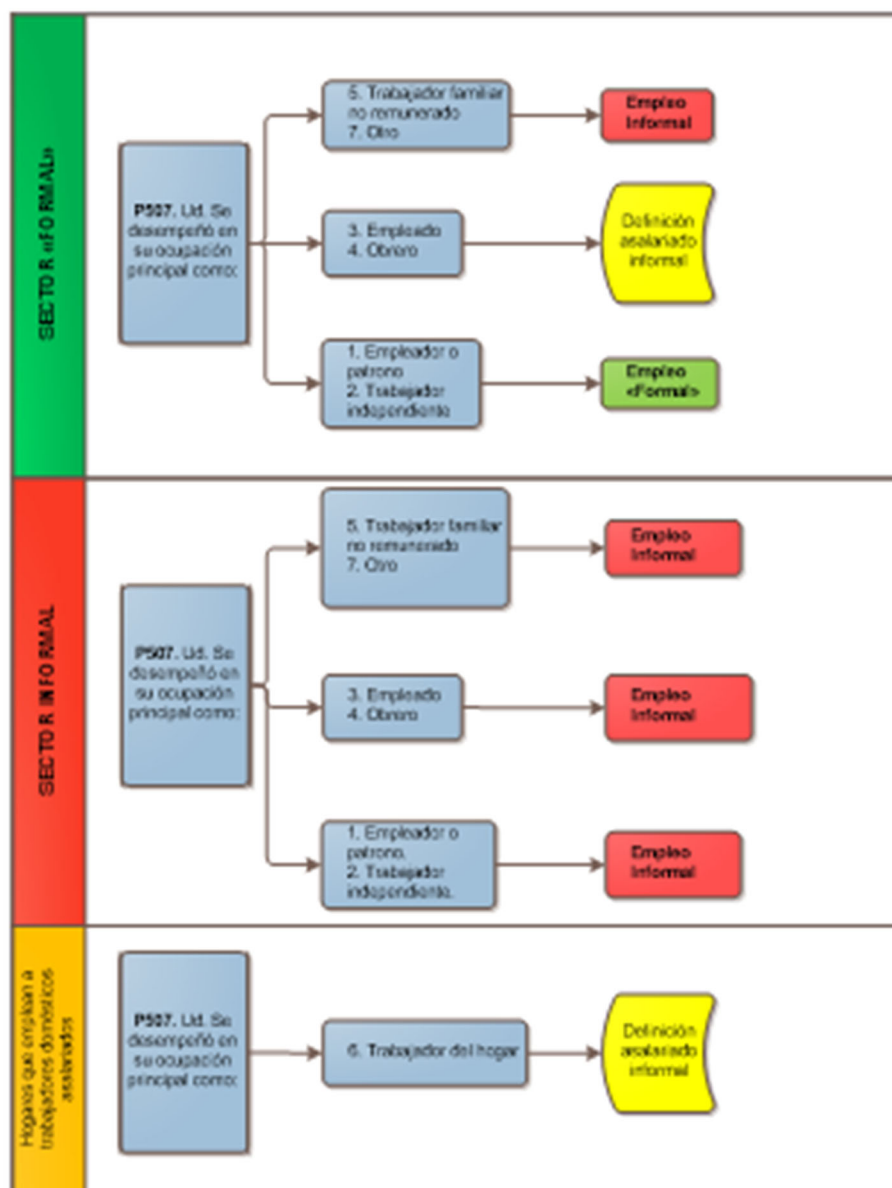 SECTOR «FORMAL»
P507. Ud. Se
desempeñó en
su ocupación
principal como:
5. Trabajador familiar
no remunerado
7. Otro
Empleo
Informal
3. Empleado
4. Obrero
Definición
asalariado
informal
1. Empleador o
patrono
2. Trabajador
independiente
Empleo
«Formal»
SECTOR INFORMAL
P507. Ud. Se
desempeñó en
su ocupación
principal como:
5. Trabajador familiar
no remunerado
7. Otro
Empleo
Informal
3. Empleado
4. Obrero
Empleo
Informal
1. Empleador o
patrono.
2. Trabajador
independiente.
Empleo
Informal
Hogares que emplean a
trabajadores domésticos
asalariados
P507. Ud. Se
desempeñó en
su ocupación
principal como:
6. Trabajador del hogar
Definición
asalariado
informal